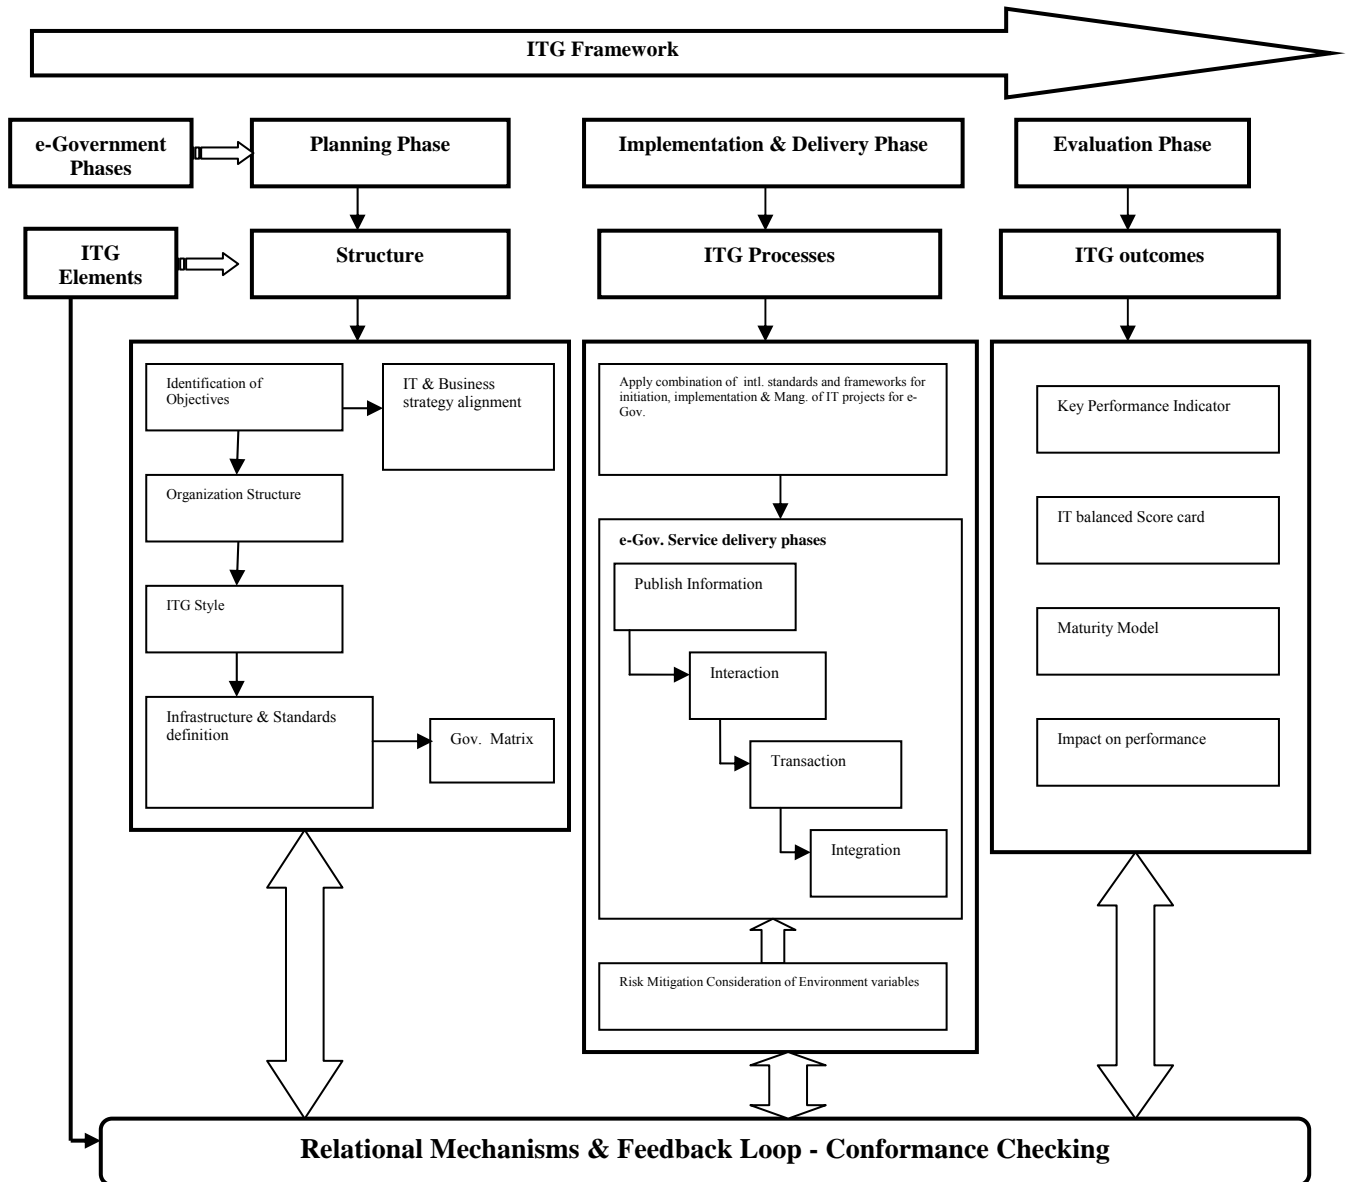 ITG Framework
e-Government
Phases
Planning Phase
Implementation & Delivery Phase
Evaluation Phase
ITG
Elements
Structure
ITG Processes
ITG outcomes
Identification of
Objectives
IT & Business
strategy alignment
Organization Structure
ITG Style
Infrastructure & Standards
definition
Gov. Matrix
Apply combination of intl. standards and frameworks for
initiation, implementation & Mang. of IT projects for e-
Gov.
e-Gov. Service delivery phases
Publish Information
Interaction
Transaction
Integration
Risk Mitigation Consideration of Environment variables
Key Performance Indicator
IT balanced Score card
Maturity Model
Impact on performance
Relational Mechanisms & Feedback Loop - Conformance Checking